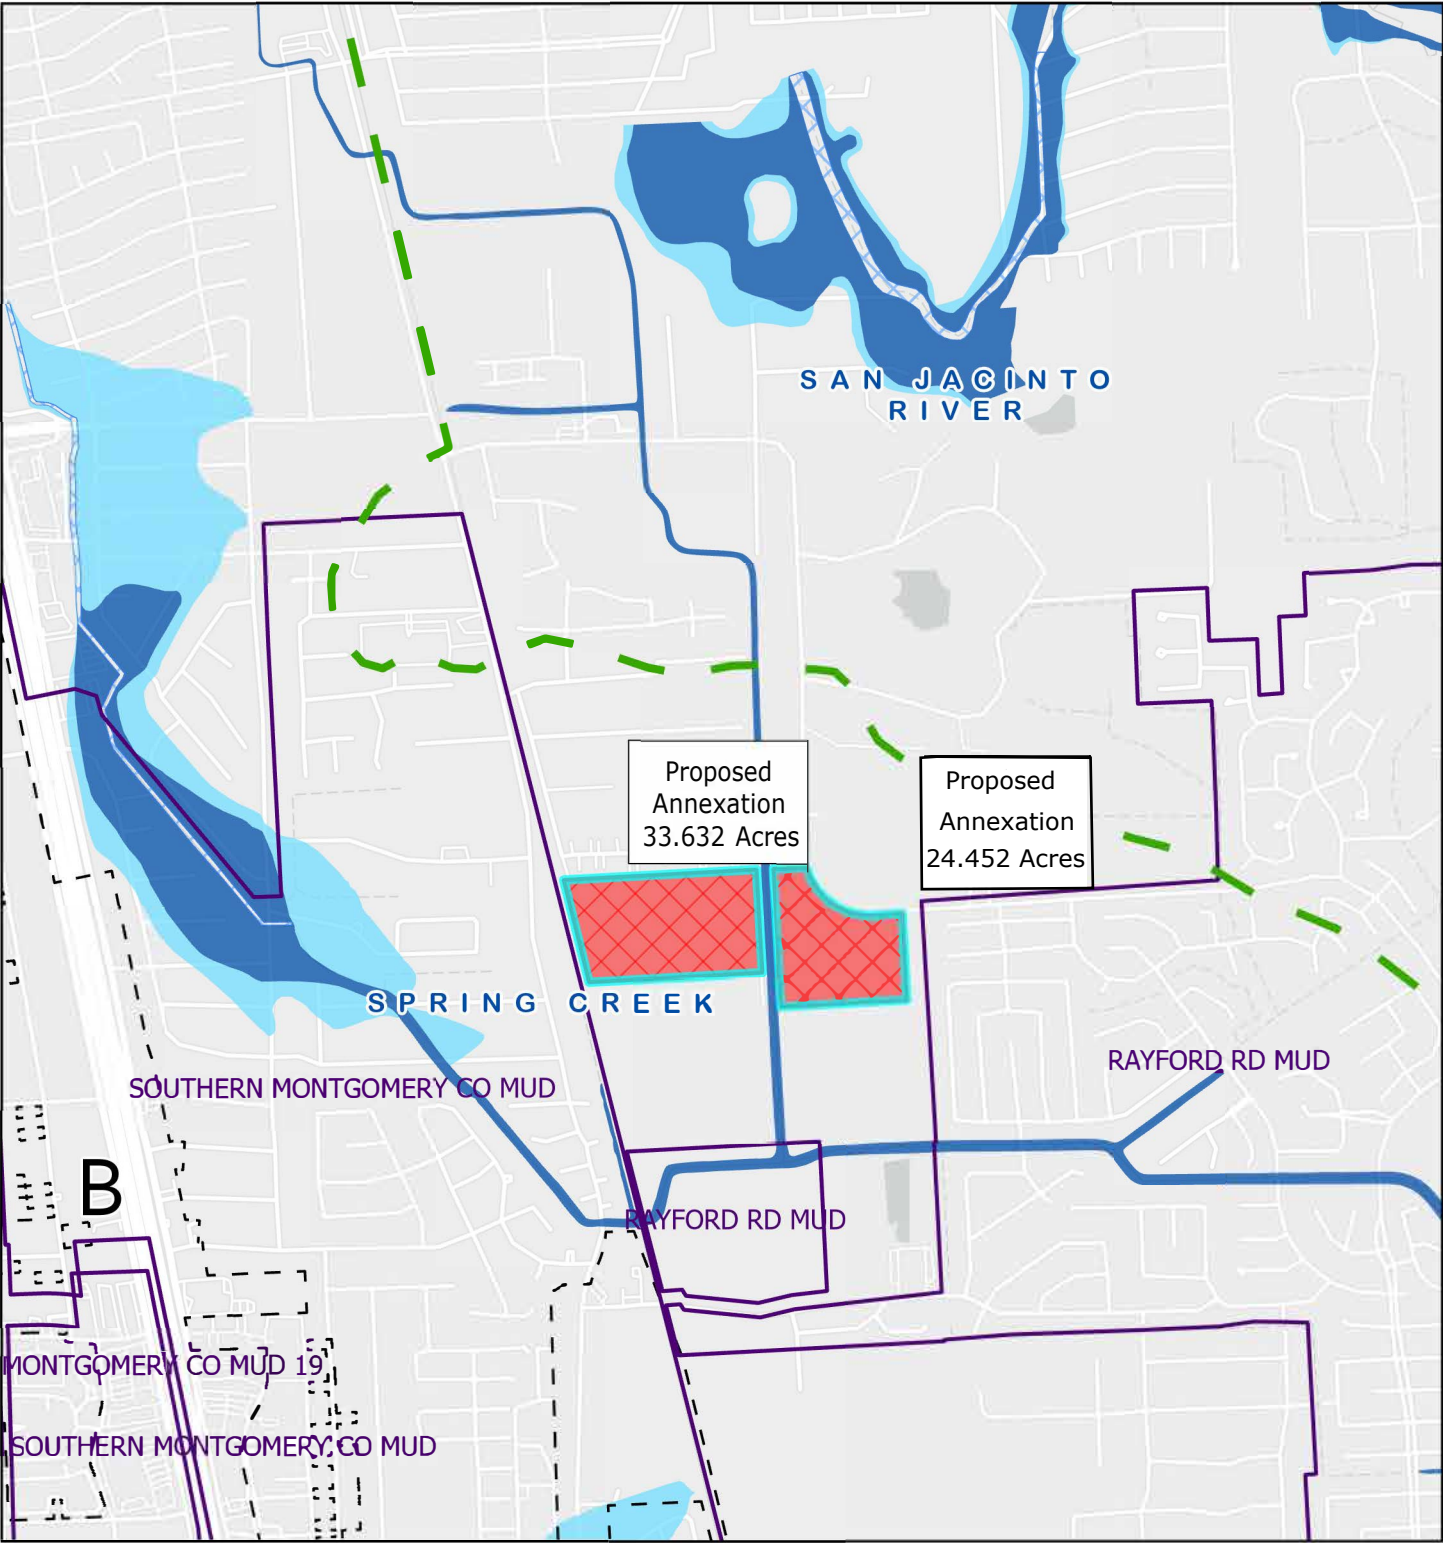 SAN JACINTO
RIVER
Proposed
Annexation
33.632 Acres
Proposed
Annexation
24.452 Acres
SPRING CREEK
RAYFORD RD MUD
SOUTHERN MONTGOMERY CO MUD
B
RAYFORD RD MUD
MONTGOMERY CO MUD 19
SOUTHERN MONTGOMERY CO MUD